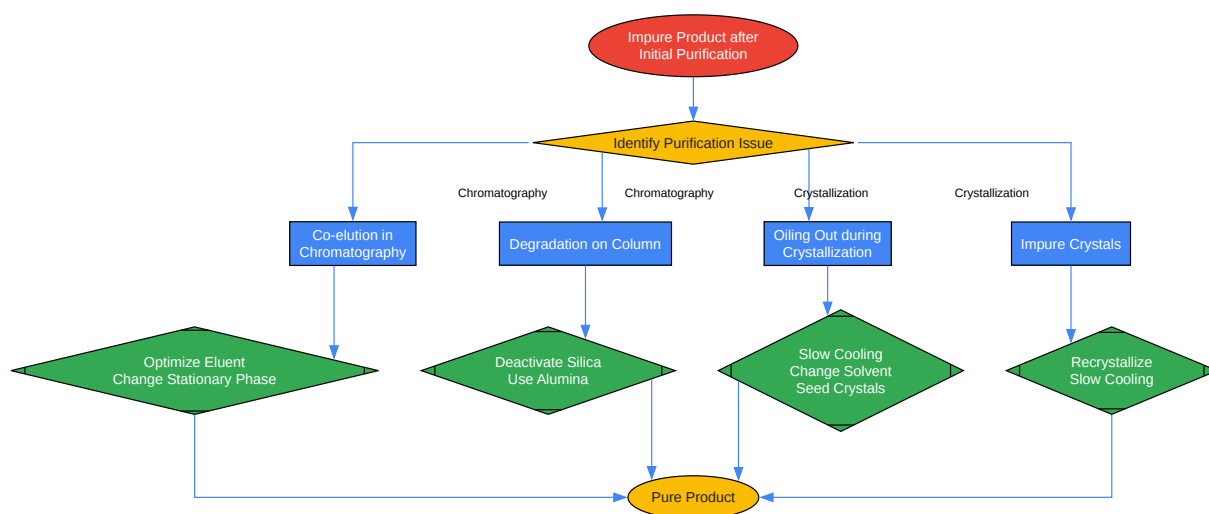 Impure Product after
Initial Purification
Identify Purification Issue
Chromatography
Chromatography
Crystallization
Crystallization
Co-elution in
Chromatography
Degradation on Column
Oiling Out during
Crystallization
Impure Crystals
Optimize Eluent
Change Stationary Phase
Deactivate Silica
Use Alumina
Slow Cooling
Change Solvent
Seed Crystals
Recrystallize
Slow Cooling
Pure Product